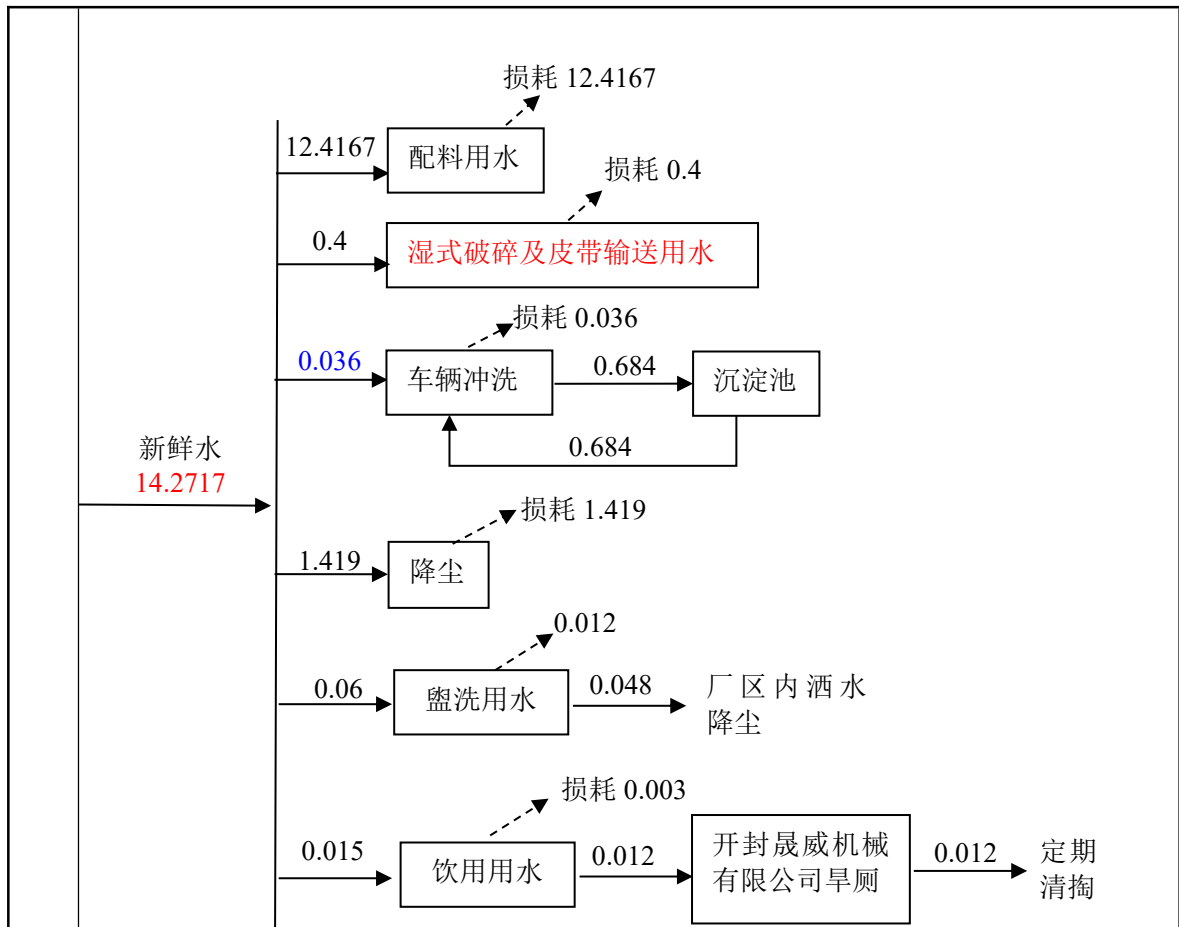 损耗 12.4167
12.4167
配料用水
损耗 0.4
0.4
湿式破碎及皮带输送用水
损耗 0.036
0.036
车辆冲洗
0.684
沉淀池
0.684
新鲜水
14.2717
损耗 1.419
1.419
降尘
0.012
0.06
盥洗用水
0.048
厂区内洒水
降尘
损耗 0.003
0.015
饮用用水
0.012
开封晟威机械
有限公司旱厕
0.012
定期
清掏